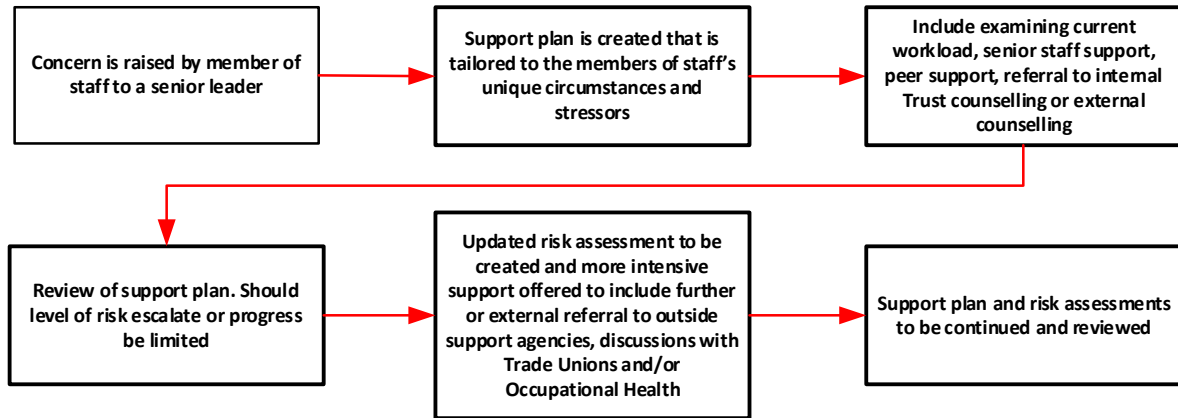 Concern is raised by member of
staff to a senior leader
Support plan is created that is
tailored to the members of staff’s
unique circumstances and
stressors
Include examining current
workload, senior staff support,
peer support, referral to internal
Trust counselling or external
counselling
Review of support plan. Should
level of risk escalate or progress
be limited
Updated risk assessment to be
created and more intensive
support offered to include further
or external referral to outside
support agencies, discussions with
Trade Unions and/or
Occupational Health
Support plan and risk assessments
to be continued and reviewed